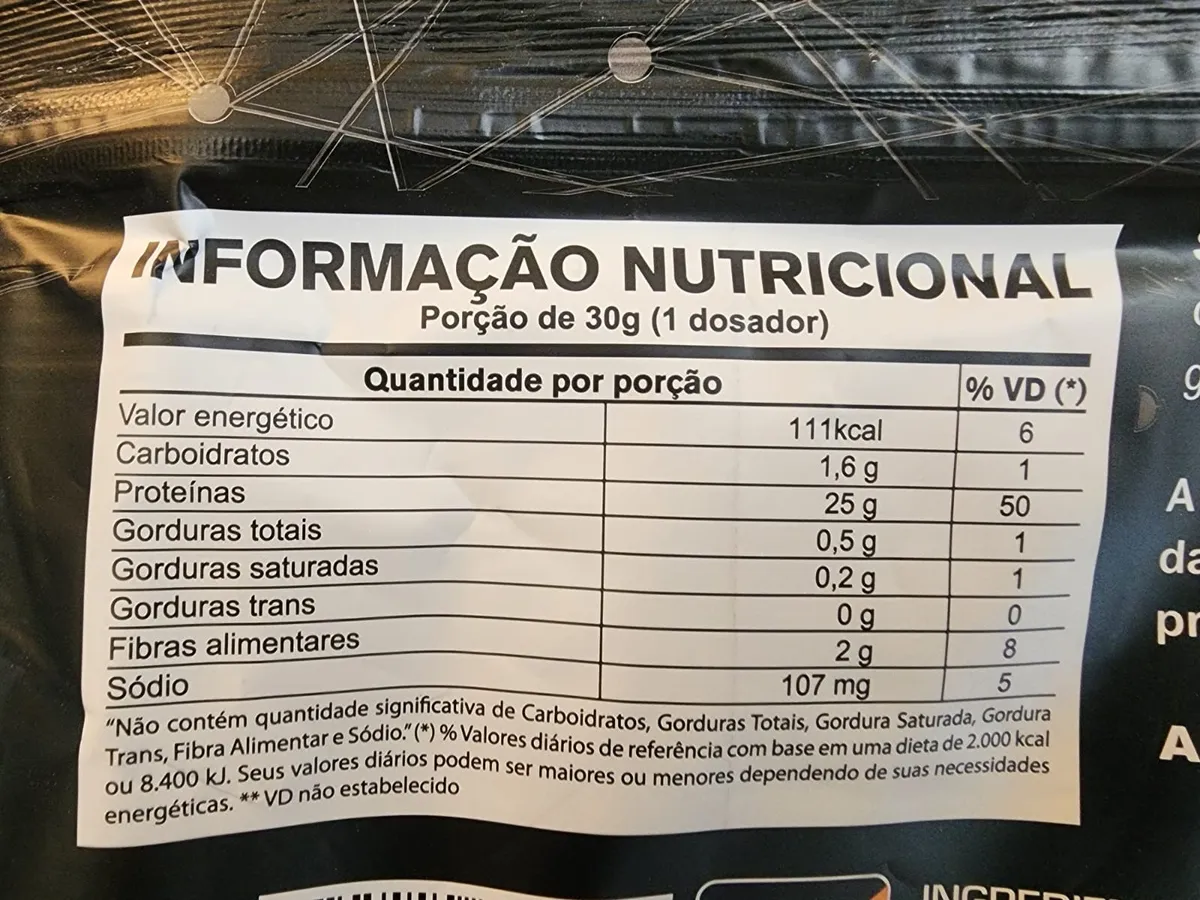 INFORMAÇÃO NUTRICIONAL
Porção de 30g (1 dosador)
Quantidade por porção % VD (*)
Valor energético 111kcal 6
Carboidratos 1,6 g 1
Proteínas 25 g 50
Gorduras totais 0,5 g 1
Gorduras saturadas 0,2 g 1
Gorduras trans 0 g 0
Fibras alimentares 2 g 8
Sódio 107 mg 5
“Não contém quantidade significativa de Carboidratos, Gorduras Totais, Gordura Saturada, Gordura
Trans, Fibra Alimentar e Sódio.” (*) % Valores diários de referência com base em uma dieta de 2.000 kcal
ou 8.400 kJ. Seus valores diários podem ser maiores ou menores dependendo de suas necessidades
energéticas. ** VD não estabelecido